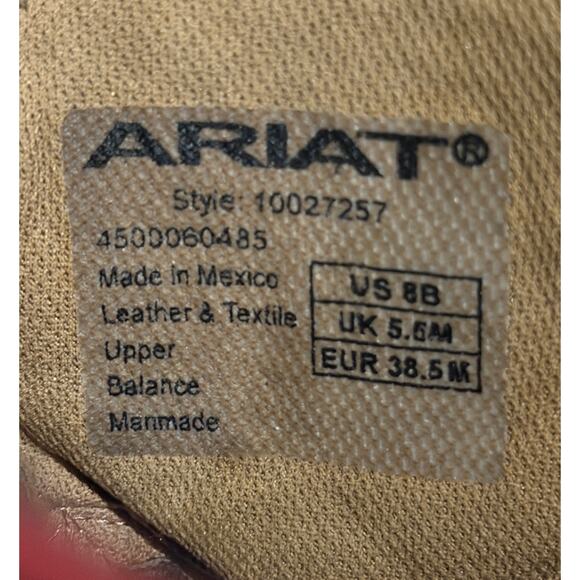 ARIAT®
Style: 10027257
4500060485
Made in Mexico
Leather & Textile
Upper
Balance
Manmade
US 8B
UK 5.5M
EUR 38.5 M